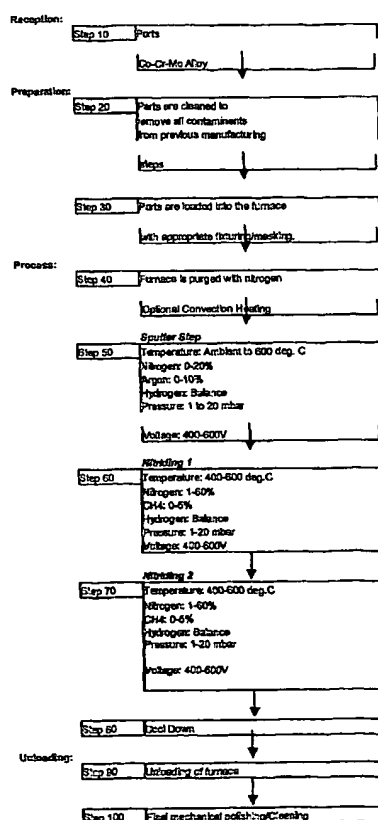 Reception:
Step 10 Parts
Co-Cr-Mo Alloy
Preparation:
Step 20 Parts are cleaned to
remove all contaminents
from previous manufacturing
steps
Step 30 Parts are loaded into the furnace
with appropriate fixturing/masking.
Process:
Step 40 Furnace is purged with nitrogen
Optional Convection Heating
Sputter Step
Step 50 Temperature: Ambient to 600 deg. C
Nitrogen: 0-20%
Argon: 0-10%
Hydrogen: Balance
Pressure: 1 to 20 mbar
Voltage: 400-600V
Nitriding 1
Step 60 Temperature: 400-600 deg.C
Nitrogen: 1-60%
CH4: 0-5%
Hydrogen: Balance
Pressure: 1-20 mbar
Voltage: 400-600V
Nitriding 2
Step 70 Temperature: 400-600 deg.C
Nitrogen: 1-60%
CH4: 0-5%
Hydrogen: Balance
Pressure: 1-20 mbar
Voltage: 400-600V
Step 80 Cool Down
Unloading:
Step 90 Unloading of furnace
Step 100 Final mechanical polishing/Cleaning